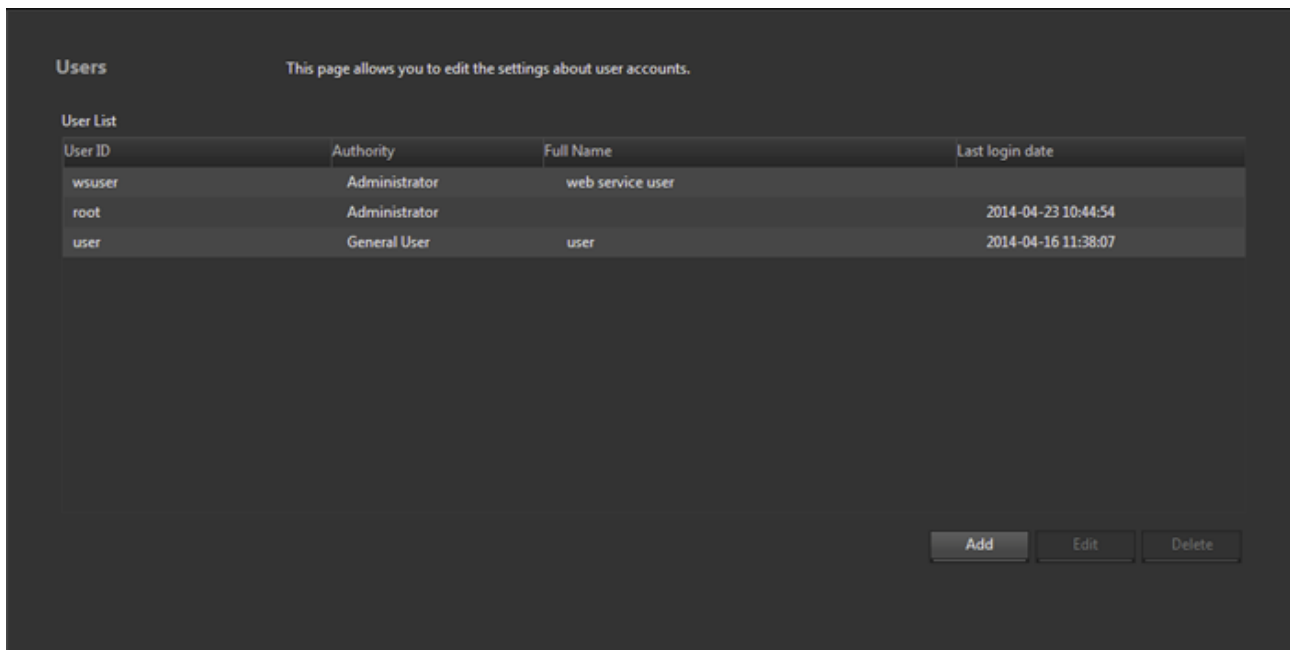 Users This page allows you to edit the settings about user accounts.
User List
User ID Authority Full Name Last login date
wsuser Administrator web service user
root Administrator 2014-04-23 10:44:54
user General User user 2014-04-16 11:38:07
Add Edit Delete